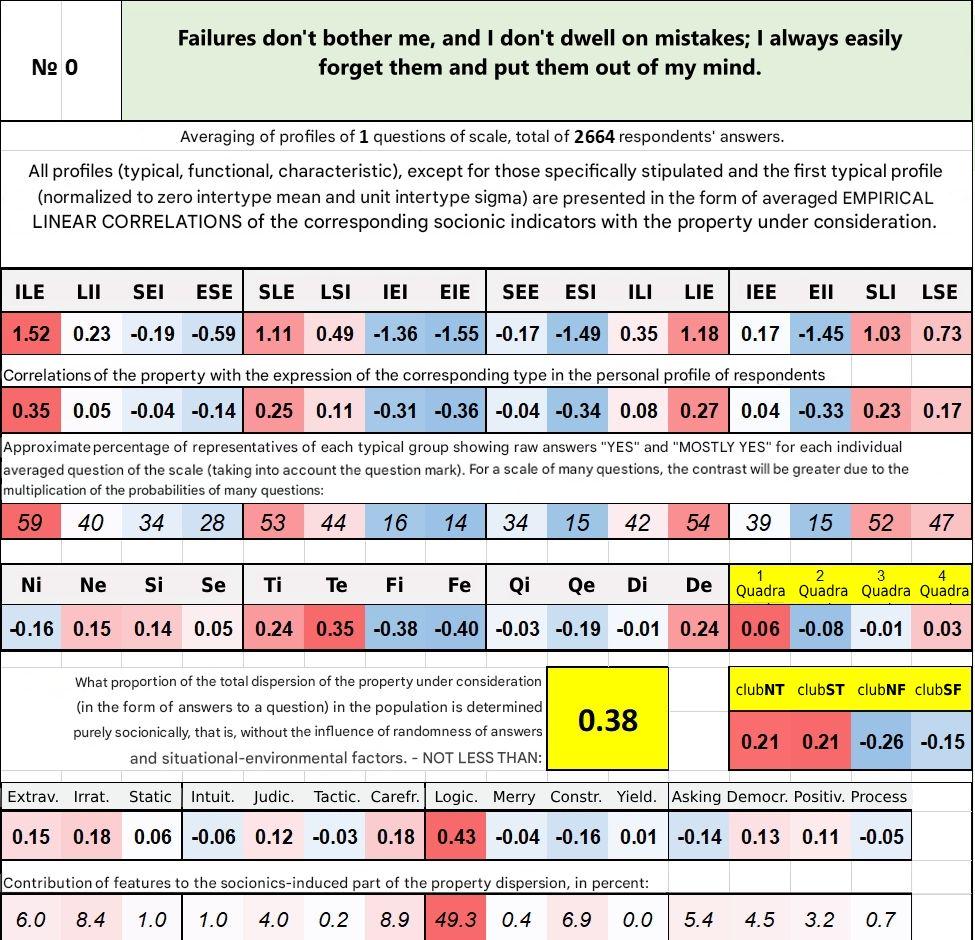 № 0
Failures don't bother me, and I don't dwell on mistakes; I always easily
forget them and put them out of my mind.
Averaging of profiles of 1 questions of scale, total of 2664 respondents' answers.
All profiles (typical, functional, characteristic), except for those specifically stipulated and the first typical profile
(normalized to zero intertype mean and unit intertype sigma) are presented in the form of averaged EMPIRICAL
LINEAR CORRELATIONS of the corresponding socionic indicators with the property under consideration.
ILE LII SEI ESE SLE LSI IEI EIE SEE ESI ILI LIE IEE EII SLI LSE
1.52 0.23 -0.19 -0.59 1.11 0.49 -1.36 -1.55 -0.17 -1.49 0.35 1.18 0.17 -1.45 1.03 0.73
Correlations of the property with the expression of the corresponding type in the personal profile of respondents
0.35 0.05 -0.04 -0.14 0.25 0.11 -0.31 -0.36 -0.04 -0.34 0.08 0.27 0.04 -0.33 0.23 0.17
Approximate percentage of representatives of each typical group showing raw answers "YES" and "MOSTLY YES" for each individual
averaged question of the scale (taking into account the question mark). For a scale of many questions, the contrast will be greater due to the
multiplication of the probabilities of many questions:
59 40 34 28 53 44 16 14 34 15 42 54 39 15 52 47
Ni Ne Si Se Ti Te Fi Fe Qi Qe Di De 1 Quadra 2 Quadra 3 Quadra 4 Quadra
-0.16 0.15 0.14 0.05 0.24 0.35 -0.38 -0.40 -0.03 -0.19 -0.01 0.24 0.06 -0.08 -0.01 0.03
What proportion of the total dispersion of the property under consideration
(in the form of answers to a question) in the population is determined
purely socionically, that is, without the influence of randomness of answers
and situational-environmental factors. - NOT LESS THAN:
0.38
clubNT clubST clubNF clubSF
0.21 0.21 -0.26 -0.15
Extrav. Irrat. Static Intuit. Judic. Tactic. Carefr. Logic. Merry Constr. Yield. Asking Democr. Positiv. Process
0.15 0.18 0.06 -0.06 0.12 -0.03 0.18 0.43 -0.04 -0.16 0.01 -0.14 0.13 0.11 -0.05
Contribution of features to the socionics-induced part of the property dispersion, in percent:
6.0 8.4 1.0 1.0 4.0 0.2 8.9 49.3 0.4 6.9 0.0 5.4 4.5 3.2 0.7